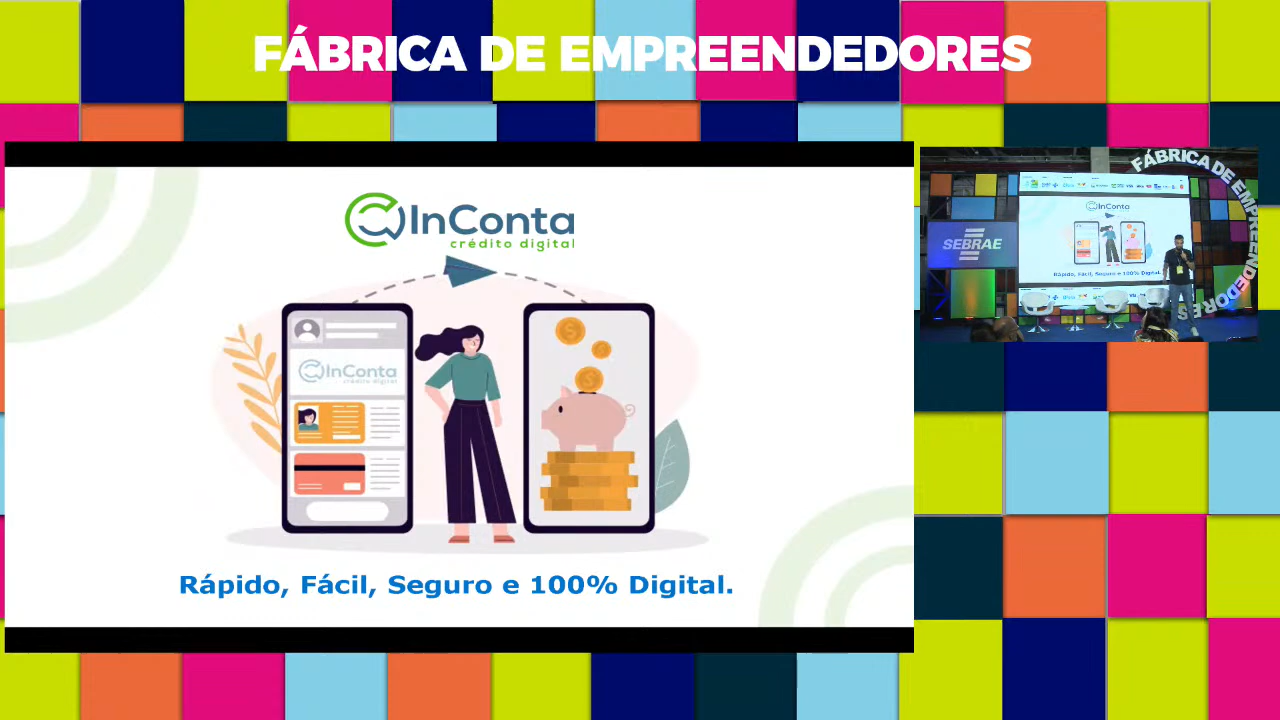 FÁBRICA DE EMPREENDEDORES
InConta
crédito digital
InConta
crédito digital
Rápido, Fácil, Seguro e 100% Digital.
FÁBRICA DE EMPREENDEDORES
InConta
SEBRAE
Rápido, Fácil, Seguro e 100% Digital.